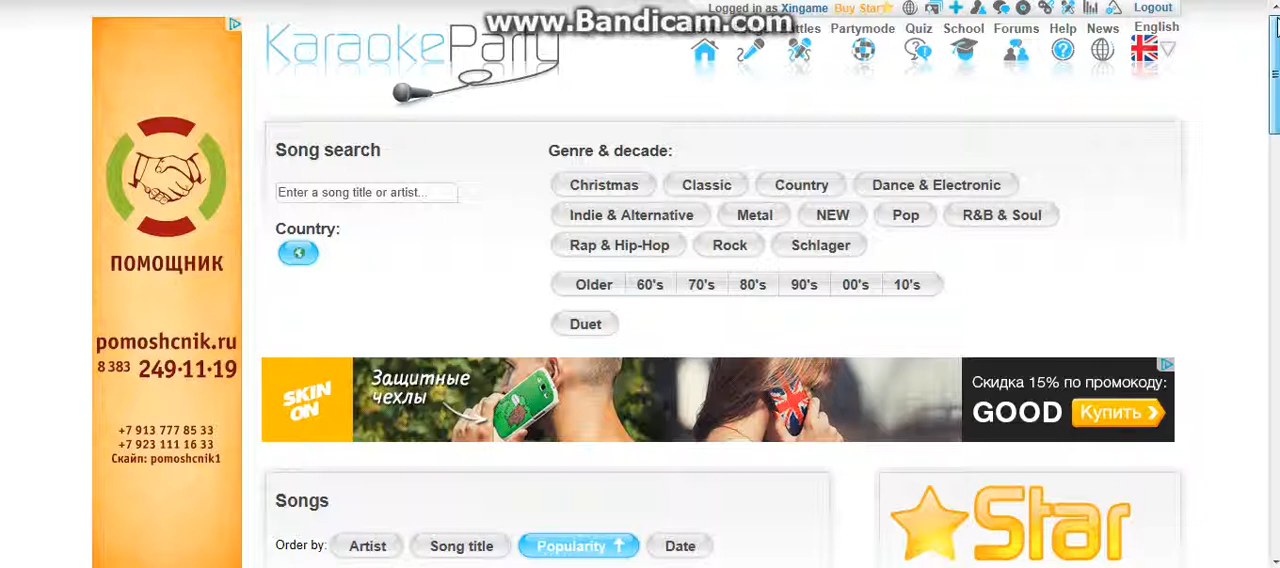 www.Bandicam.com
Logged in as Xingame Buy Star Logout
KaraokeParty
Partymode Quiz School Forums Help News English
Song search
Enter a song title or artist...
Country:
Genre & decade:
Christmas Classic Country Dance & Electronic
Indie & Alternative Metal NEW Pop R&B & Soul
Rap & Hip-Hop Rock Schlager
Older 60's 70's 80's 90's 00's 10's
Duet
ПОМОЩНИК
pomoshcnik.ru
8 383 249·11·19
+7 913 777 85 33
+7 923 111 16 33
Скайп: pomoshcnik1
SKIN ON
Защитные
чехлы
Скидка 15% по промокоду:
GOOD Купить
Songs
Order by: Artist Song title Popularity Date
Star